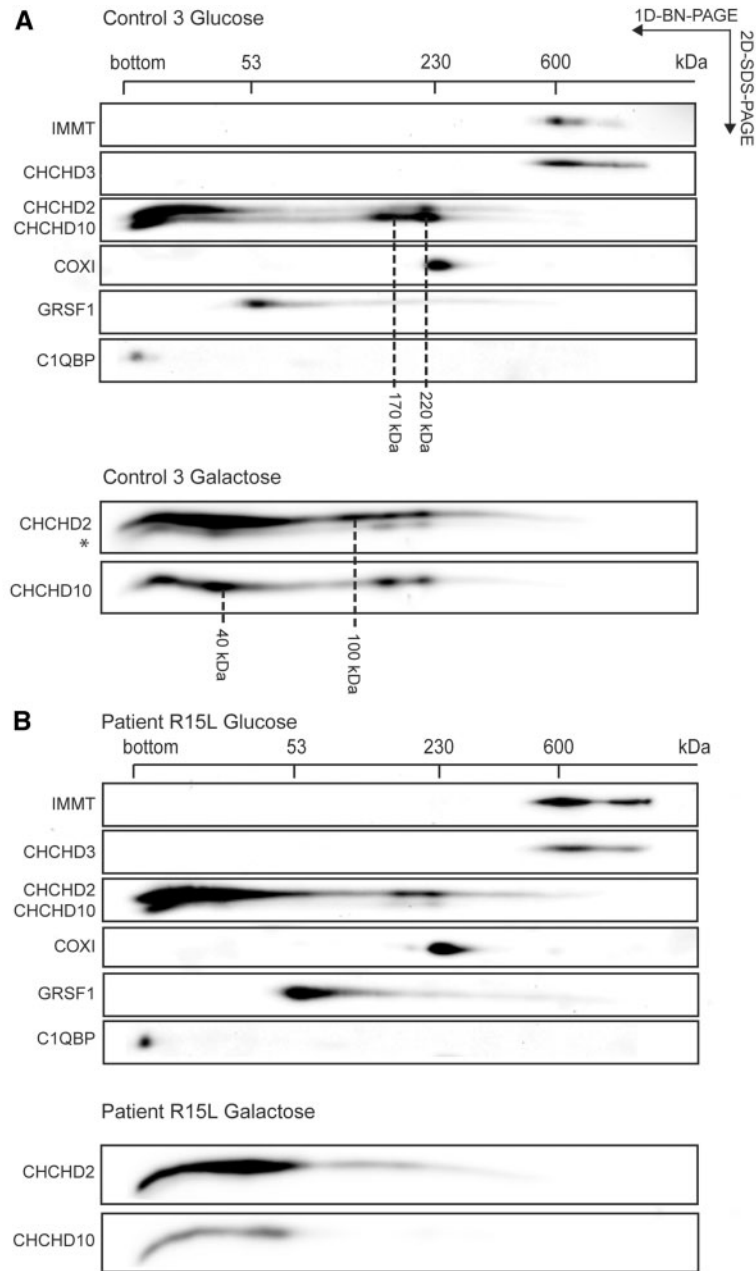 A
Control 3 Glucose
1D-BN-PAGE
2D-SDS-PAGE
bottom 53 230 600 kDa
IMMT
CHCHD3
CHCHD2
CHCHD10
COXI
GRSF1
C1QBP
170 kDa
220 kDa
Control 3 Galactose
CHCHD2
*
CHCHD10
40 kDa
100 kDa
B
Patient R15L Glucose
bottom 53 230 600 kDa
IMMT
CHCHD3
CHCHD2
CHCHD10
COXI
GRSF1
C1QBP
Patient R15L Galactose
CHCHD2
CHCHD10